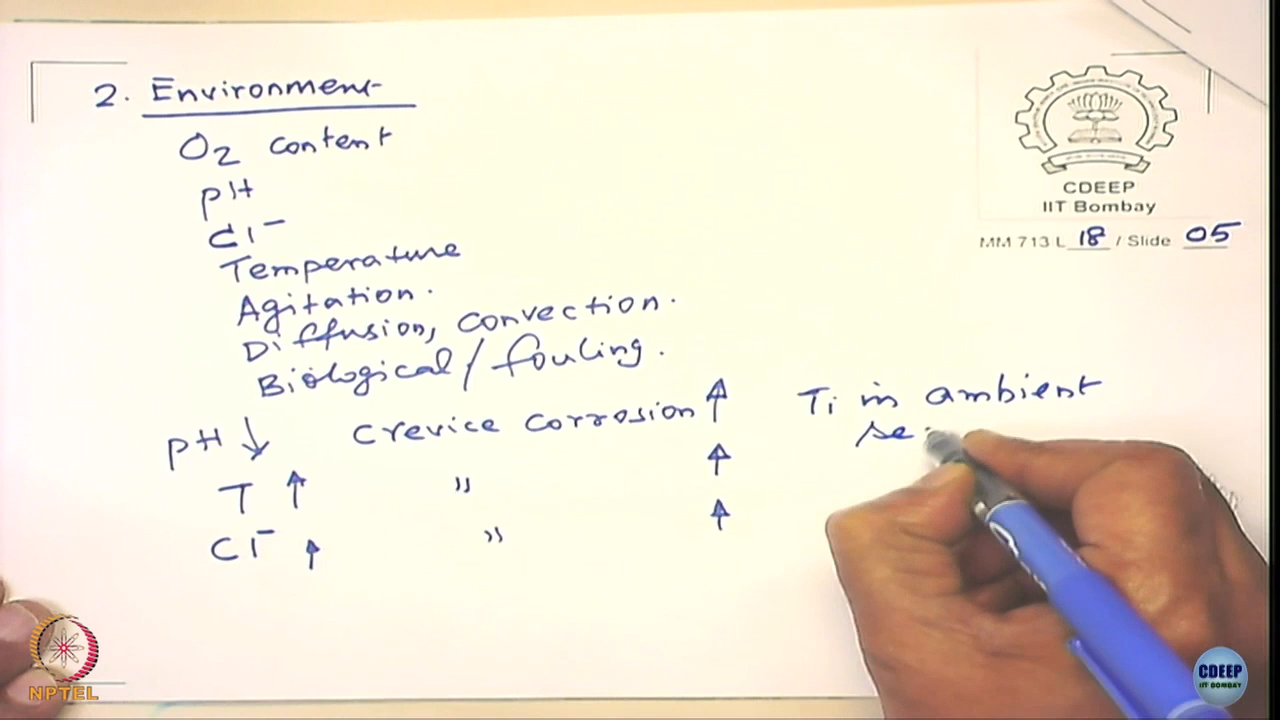 2. Environment
O2 content
pH
Cl-
Temperature
Agitation.
Diffusion, convection.
Biological / fouling.
pH ↓ crevice corrosion ↑ Ti in ambient
se
T ↑ " ↑
Cl- ↑ " ↑
CDEEP
IIT Bombay
MM 713 L 18 / Slide 05
NPTEL
CDEEP
IIT BOMBAY